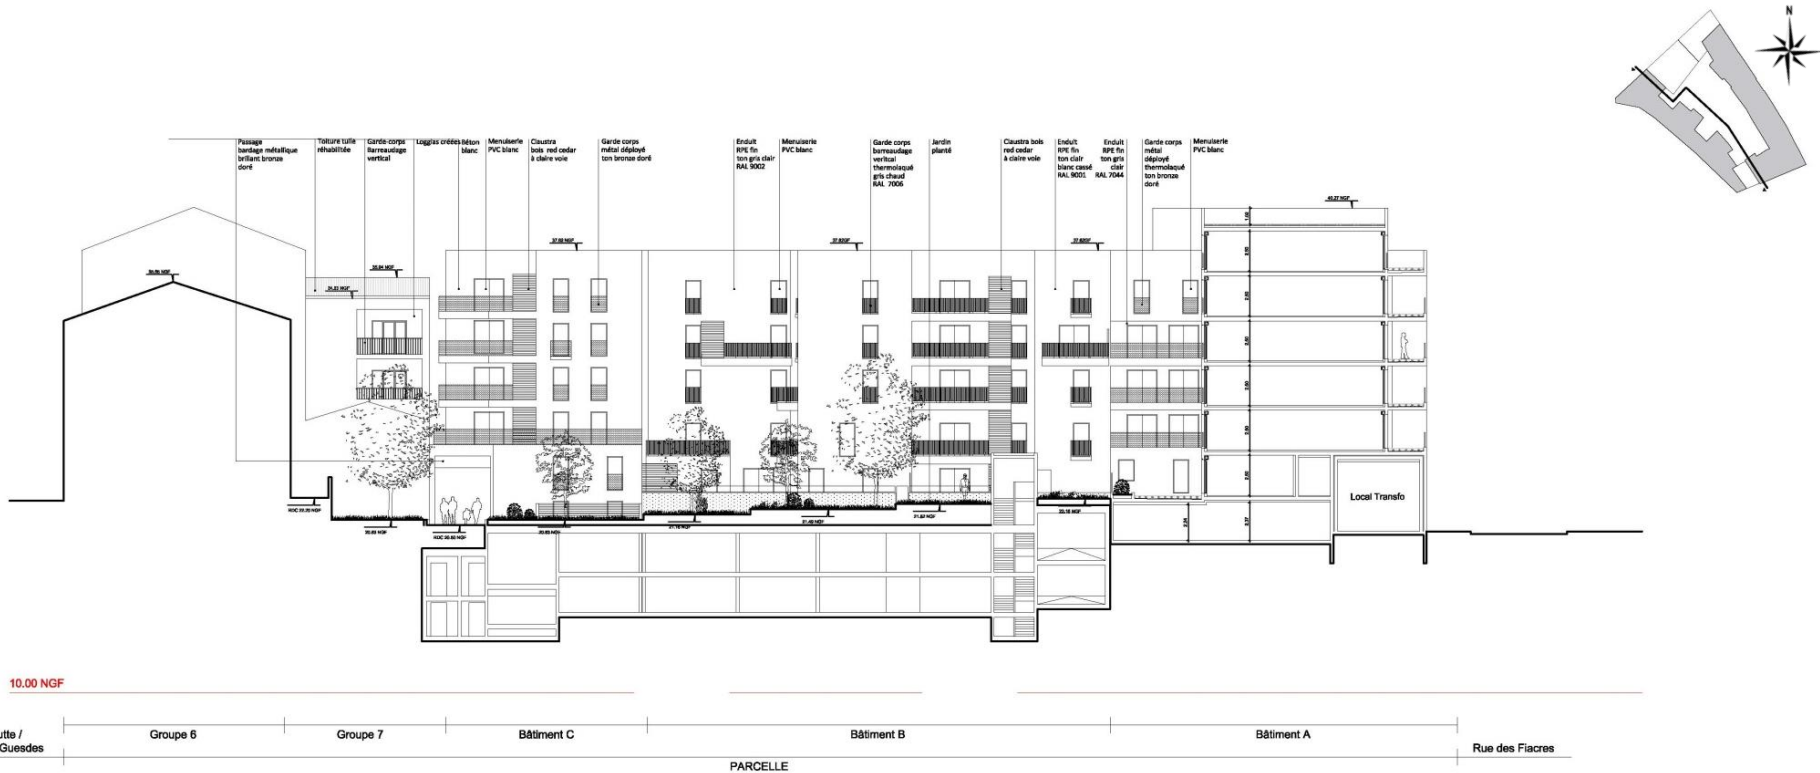 N
Passage
bardage métallique
brillant bronze
doré
Toiture tuile
réhabilitée
Garde-corps
Barreaudage
vertical
Loggias créées
Béton
blanc
Menuiserie
PVC blanc
Claustra
bois red cedar
à claire voie
Garde corps
métal déployé
ton bronze doré
Enduit
RPE fin
ton gris clair
RAL 9002
Menuiserie
PVC blanc
Garde corps
barreaudage
veritcal
thermolaqué
gris chaud
RAL 7006
Jardin
planté
Claustra bois
red cedar
à claire voie
Enduit
RPE fin
ton clair
blanc cassé
RAL 9001
Enduit
RPE fin
ton gris
clair
RAL 7044
Garde corps
métal
déployé
thermolaqué
ton bronze
doré
Menuiserie
PVC blanc
Local Transfo
10.00 NGF
utte /
Guesdes
Groupe 6
Groupe 7
Bâtiment C
Bâtiment B
Bâtiment A
Rue des Fiacres
PARCELLE